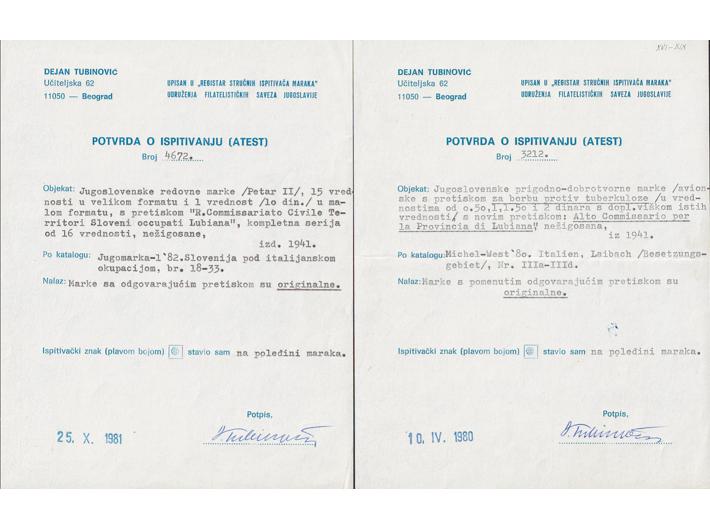 DEJAN TUBINOVIĆ
Učiteljska 62
11050 — Beograd
UPISAN U „REGISTAR STRUČNIH ISPITIVAČA MARAKA"
UDRUŽENJA FILATELISTIČKIH SAVEZA JUGOSLAVIJE
POTVRDA O ISPITIVANJU (ATEST)
Broj 4672.
Objekat: Jugoslovenske redovne marke /Petar II/, 15 vred-
nosti u velikom formatu i 1 vrednost /lo din./ u ma-
lom formatu, s pretiskom "R.Commissariato Civile Te-
rritori Sloveni occupati Lubiana", kompletna serija
od 16 vrednosti, nežigosane,
izd. 1941.
Po katalogu: Jugomarka-1'82.Slovenija pod italijanskom
okupacijom, br. 18-33.
Nalaz: Marke sa odgovarajućim pretiskom su originalne.
Ispitivački znak (plavom bojom) stavio sam na poleđini maraka.
Potpis,
25. X. 1981
XVI-XIX
DEJAN TUBINOVIĆ
Učiteljska 62
11050 — Beograd
UPISAN U „REGISTAR STRUČNIH ISPITIVAČA MARAKA"
UDRUŽENJA FILATELISTIČKIH SAVEZA JUGOSLAVIJE
POTVRDA O ISPITIVANJU (ATEST)
Broj 3212.
Objekat: Jugoslovenske prigodno-dobrotvorne marke /avion-
ske s pretiskom za borbu protiv tuberkuloze /u vred-
nostima od o.5o,1,1.5o i 2 dinara s dopl.viškom istih
vrednosti/ s novim pretiskom: Alto Commissario per
la Provincia di Lubiana" nežigosana,
iz 1941.
Po katalogu: Michel-West'8o. Italien, Laibach /Besetzungs-
gebiet/, Nr. IIIa-IIId.
Nalaz: Marke s pomenutim odgovarajućim pretiskom su
originalne.
Ispitivački znak (plavom bojom) stavio sam na poleđini maraka.
Potpis,
10. IV. 1980